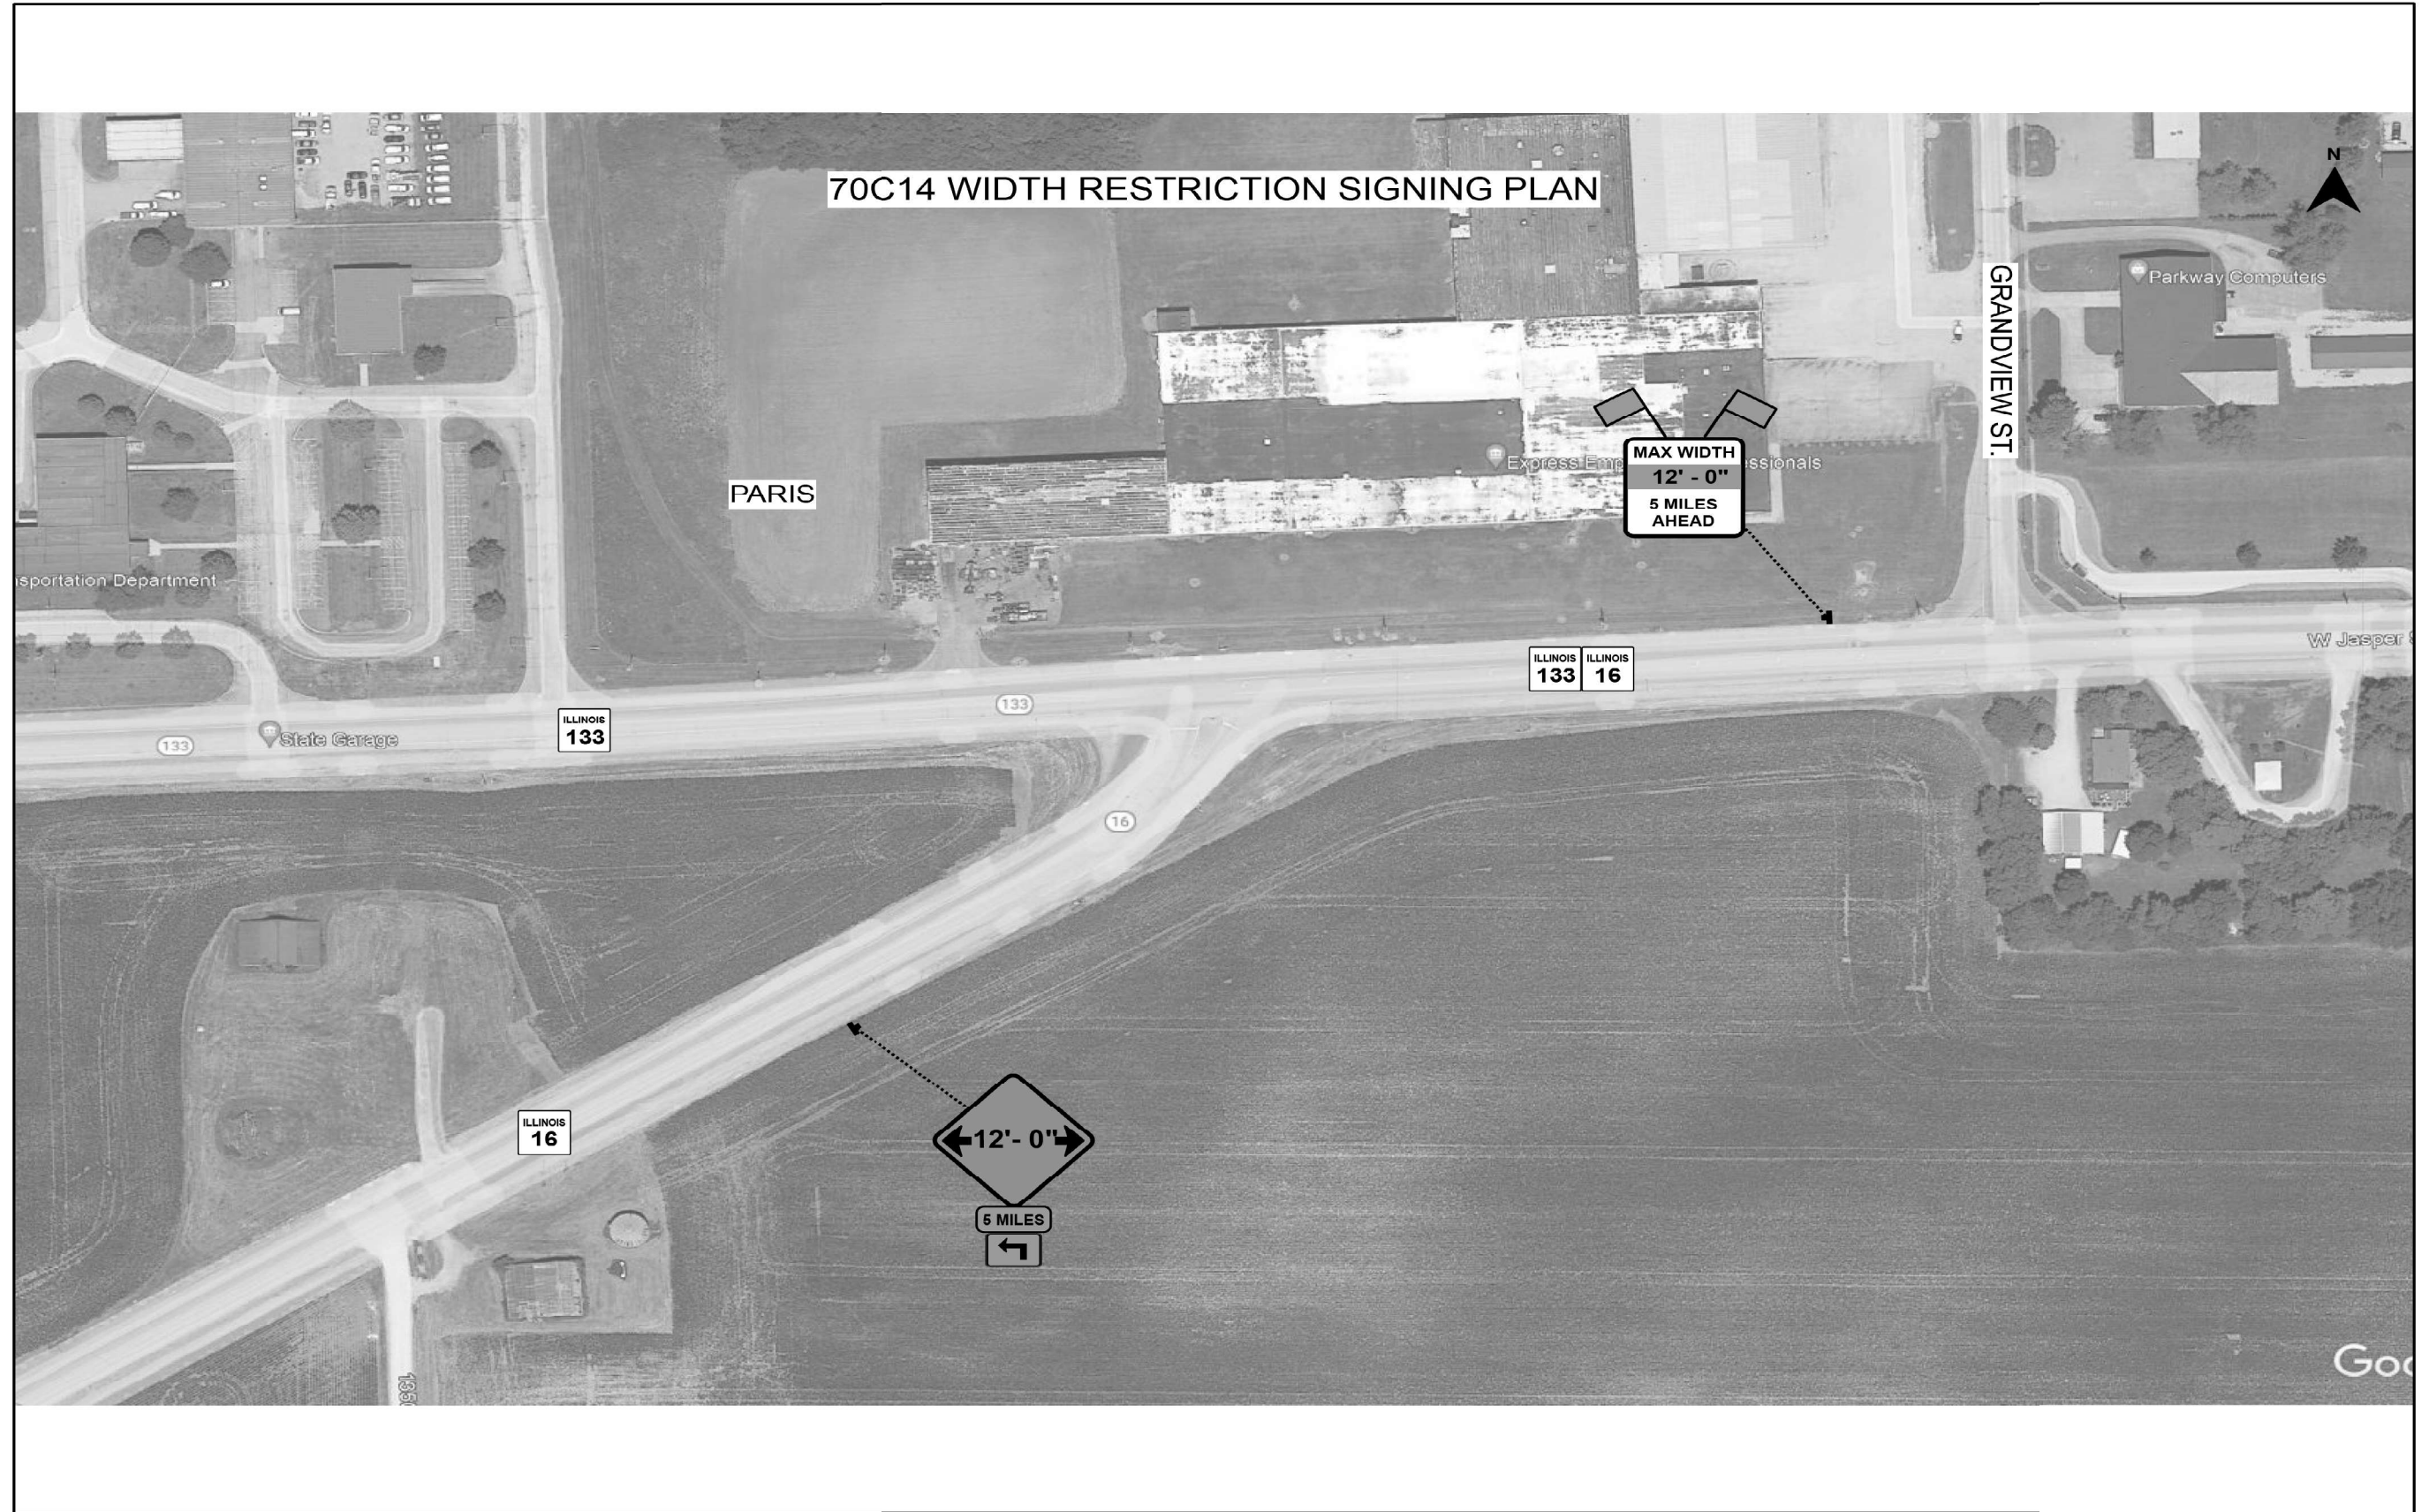 N
70C14 WIDTH RESTRICTION SIGNING PLAN
GRANDVIEW ST.
Parkway Computers
MAX WIDTH
12' - 0"
5 MILES
AHEAD
Express Emp
essionals
PARIS
sportation Department
W Jasper
ILLINOIS
133
ILLINOIS
16
133
ILLINOIS
133
133
State Garage
16
12'- 0"
5 MILES
ILLINOIS
16
135
Goo